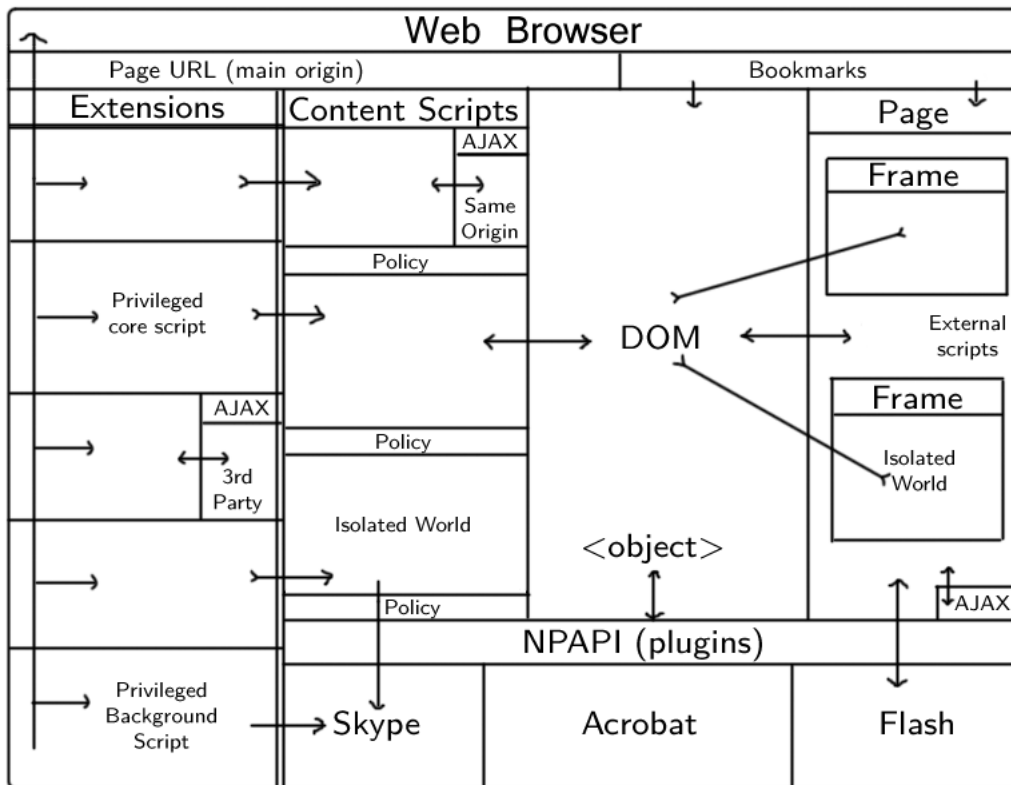 Web Browser
Page URL (main origin)
Bookmarks
Extensions
Content Scripts
Page
AJAX
Same
Origin
Frame
Policy
Privileged
core script
DOM
External
scripts
Frame
AJAX
3rd
Party
Policy
Isolated World
Isolated
World
<object>
Policy
AJAX
NPAPI (plugins)
Privileged
Background
Script
Skype
Acrobat
Flash